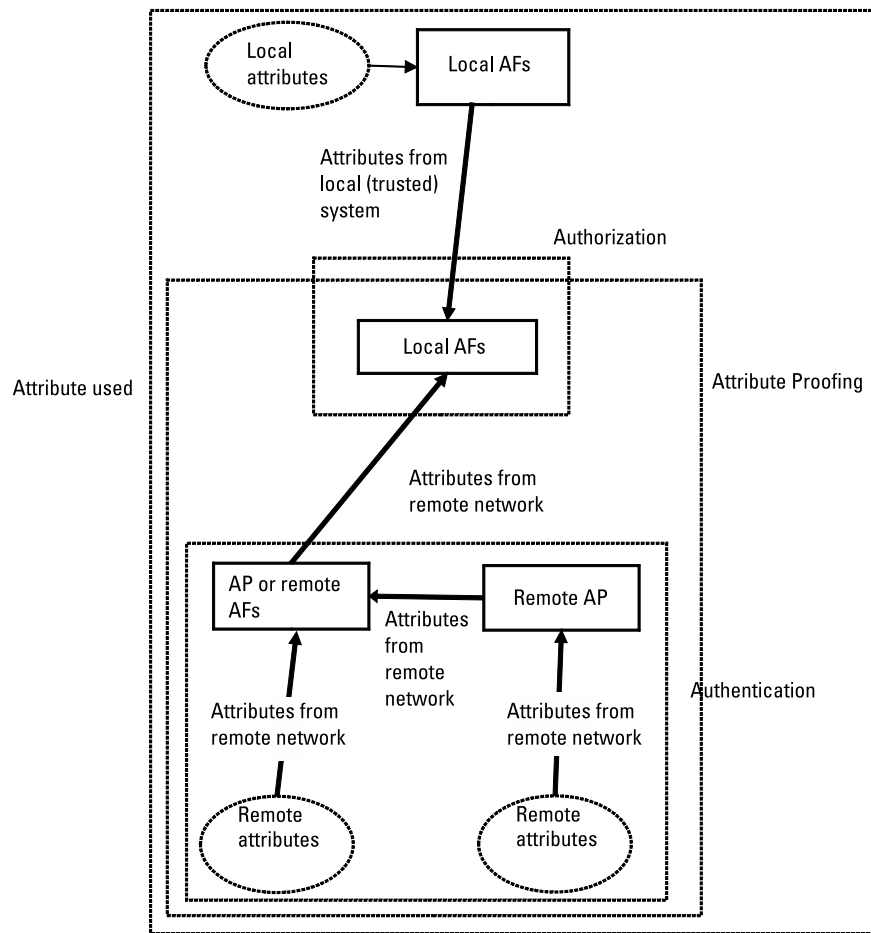 Local
attributes
Local AFs
Attributes from
local (trusted)
system
Authorization
Local AFs
Attribute used
Attribute Proofing
Attributes from
remote network
AP or remote
AFs
Remote AP
Attributes
from
remote
network
Authentication
Attributes from
remote network
Attributes from
remote network
Remote
attributes
Remote
attributes